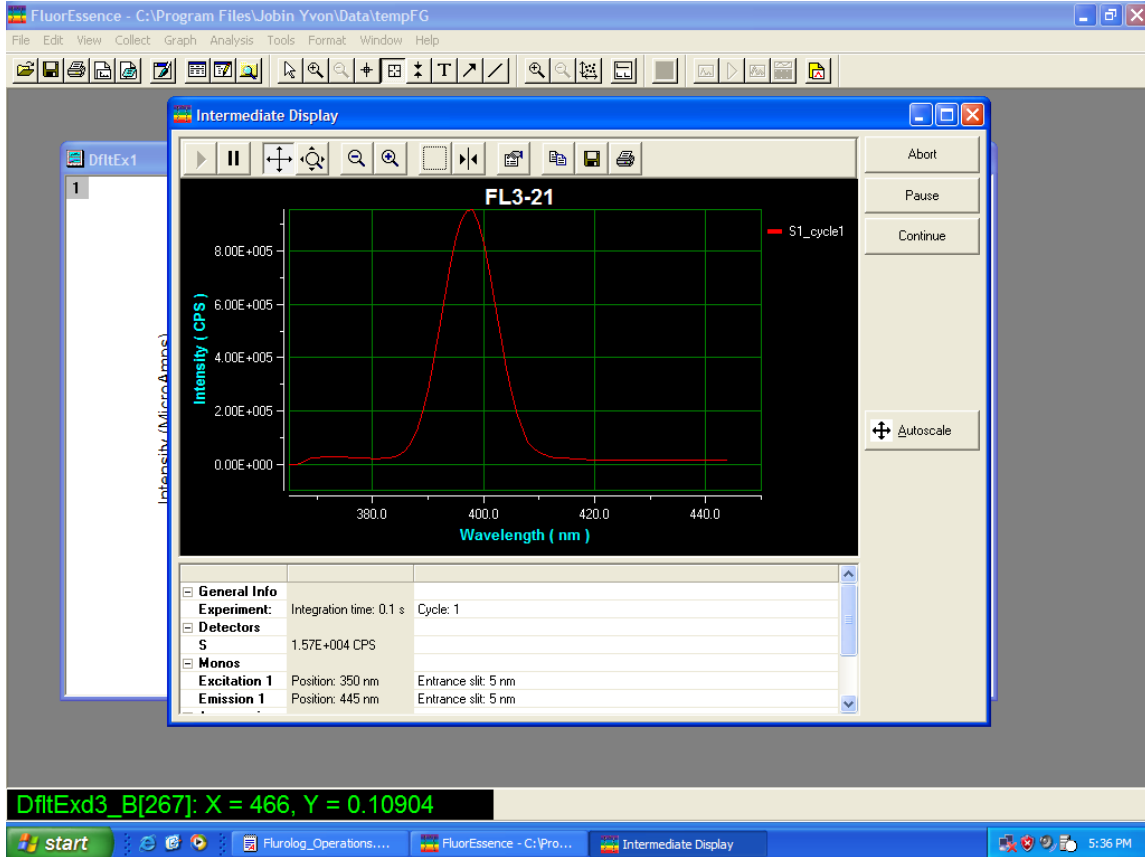 FluorEssence - C:\Program Files\Jobin Yvon\Data\tempFG
File Edit View Collect Graph Analysis Tools Format Window Help
Intermediate Display
DfltEx1
1
Abort
Pause
Continue
Autoscale
FL3-21
S1_cycle1
8.00E+005
6.00E+005
4.00E+005
2.00E+005
0.00E+000
Intensity ( CPS )
Intensity (MicroAmps)
380.0 400.0 420.0 440.0
Wavelength ( nm )
General Info
Experiment: Integration time: 0.1 s Cycle: 1
Detectors
S 1.57E+004 CPS
Monos
Excitation 1 Position: 350 nm Entrance slit: 5 nm
Emission 1 Position: 445 nm Entrance slit: 5 nm
DfltExd3_B[267]: X = 466, Y = 0.10904
start Flurolog_Operations.... FluorEssence - C:\Pro... Intermediate Display 5:36 PM